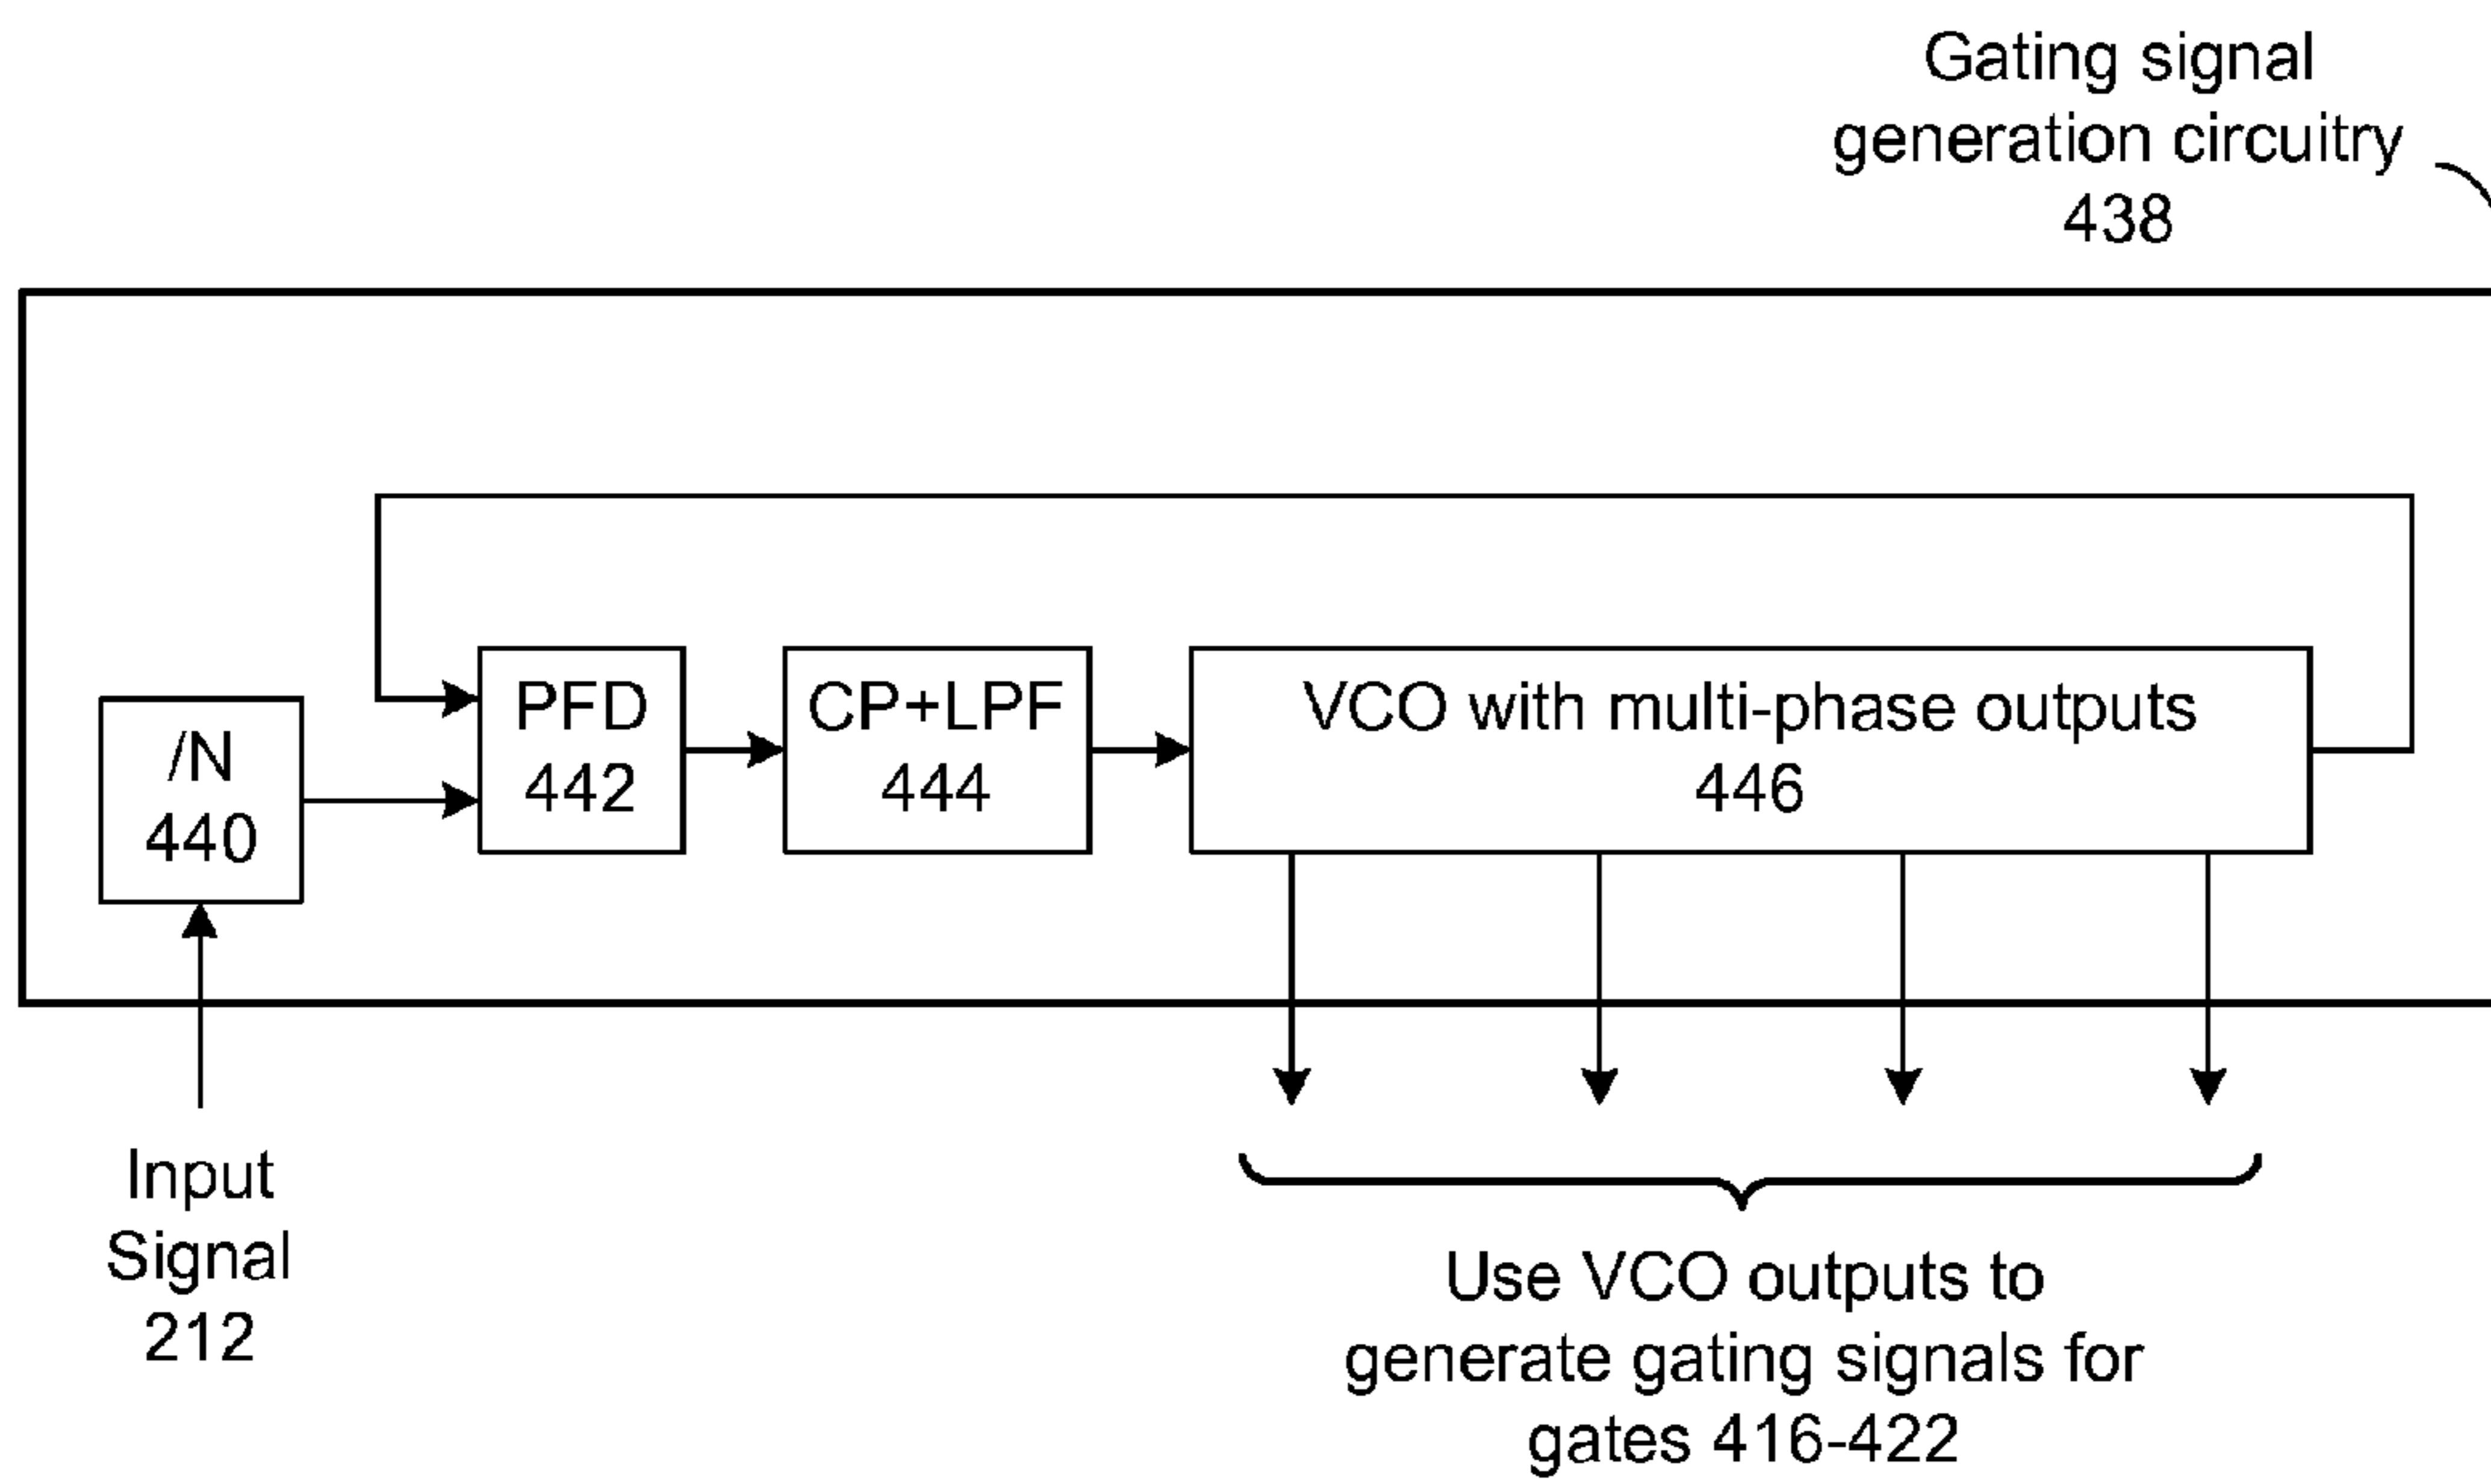 Gating signal
generation circuitry
438
/N
440
PFD
442
CP+LPF
444
VCO with multi-phase outputs
446
Input
Signal
212
Use VCO outputs to
generate gating signals for
gates 416-422